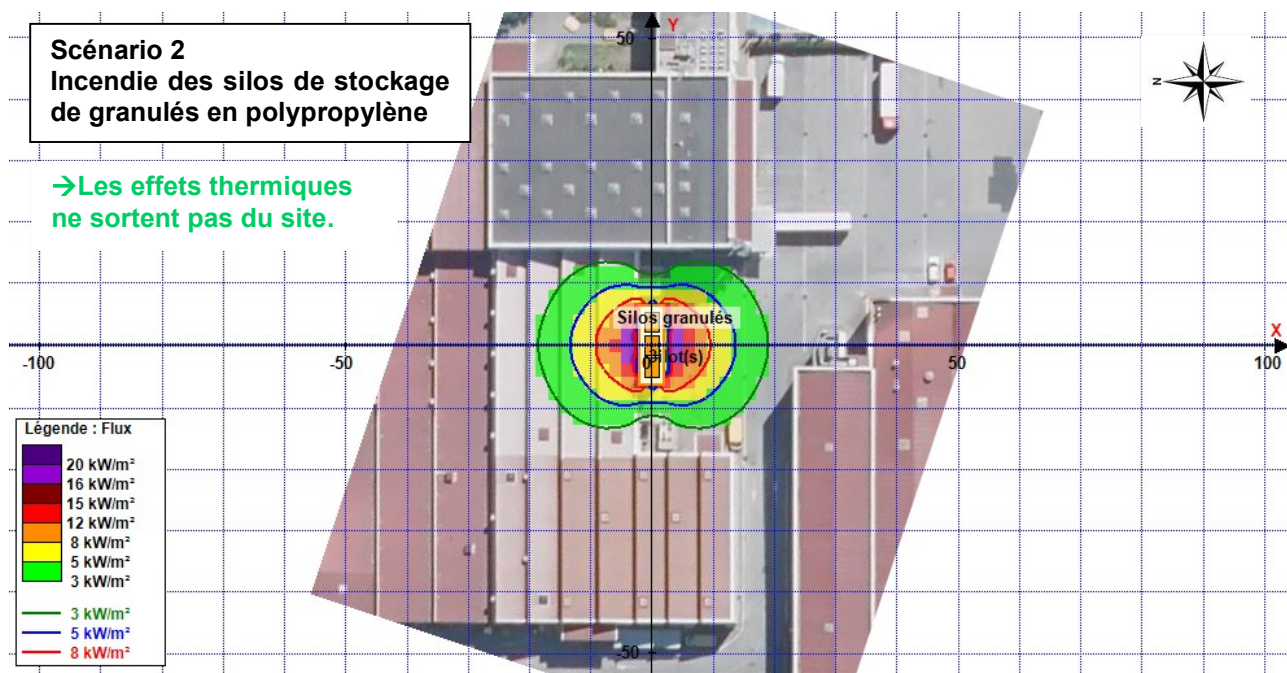 Scénario 2
Incendie des silos de stockage
de granulés en polypropylène
→Les effets thermiques
ne sortent pas du site.
50
Y
N
Silos granulés
îlot(s)
0
X
-100
-50
50
100
-50
Légende : Flux
20 kW/m²
16 kW/m²
15 kW/m²
12 kW/m²
8 kW/m²
5 kW/m²
3 kW/m²
3 kW/m²
5 kW/m²
8 kW/m²